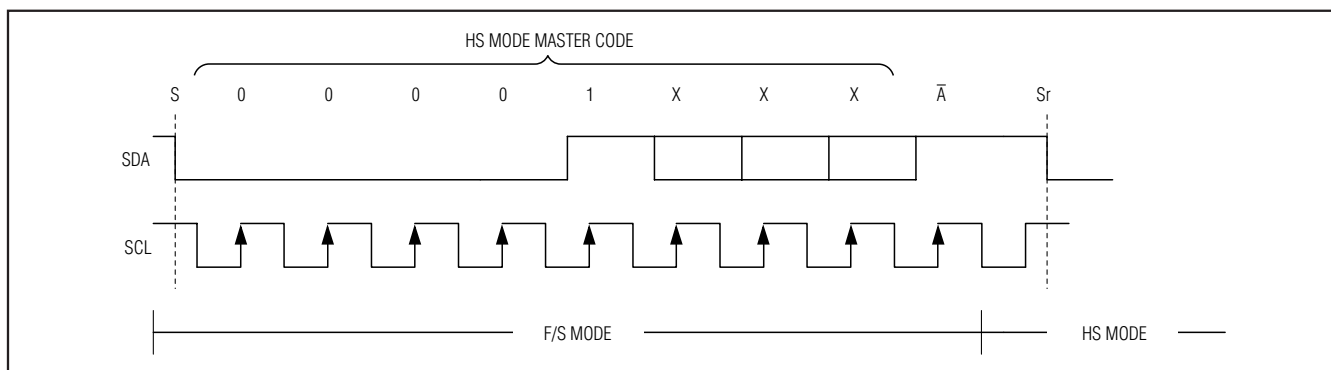 HS MODE MASTER CODE
S 0 0 0 0 1 X X X A̅ Sr
SDA
SCL
F/S MODE HS MODE